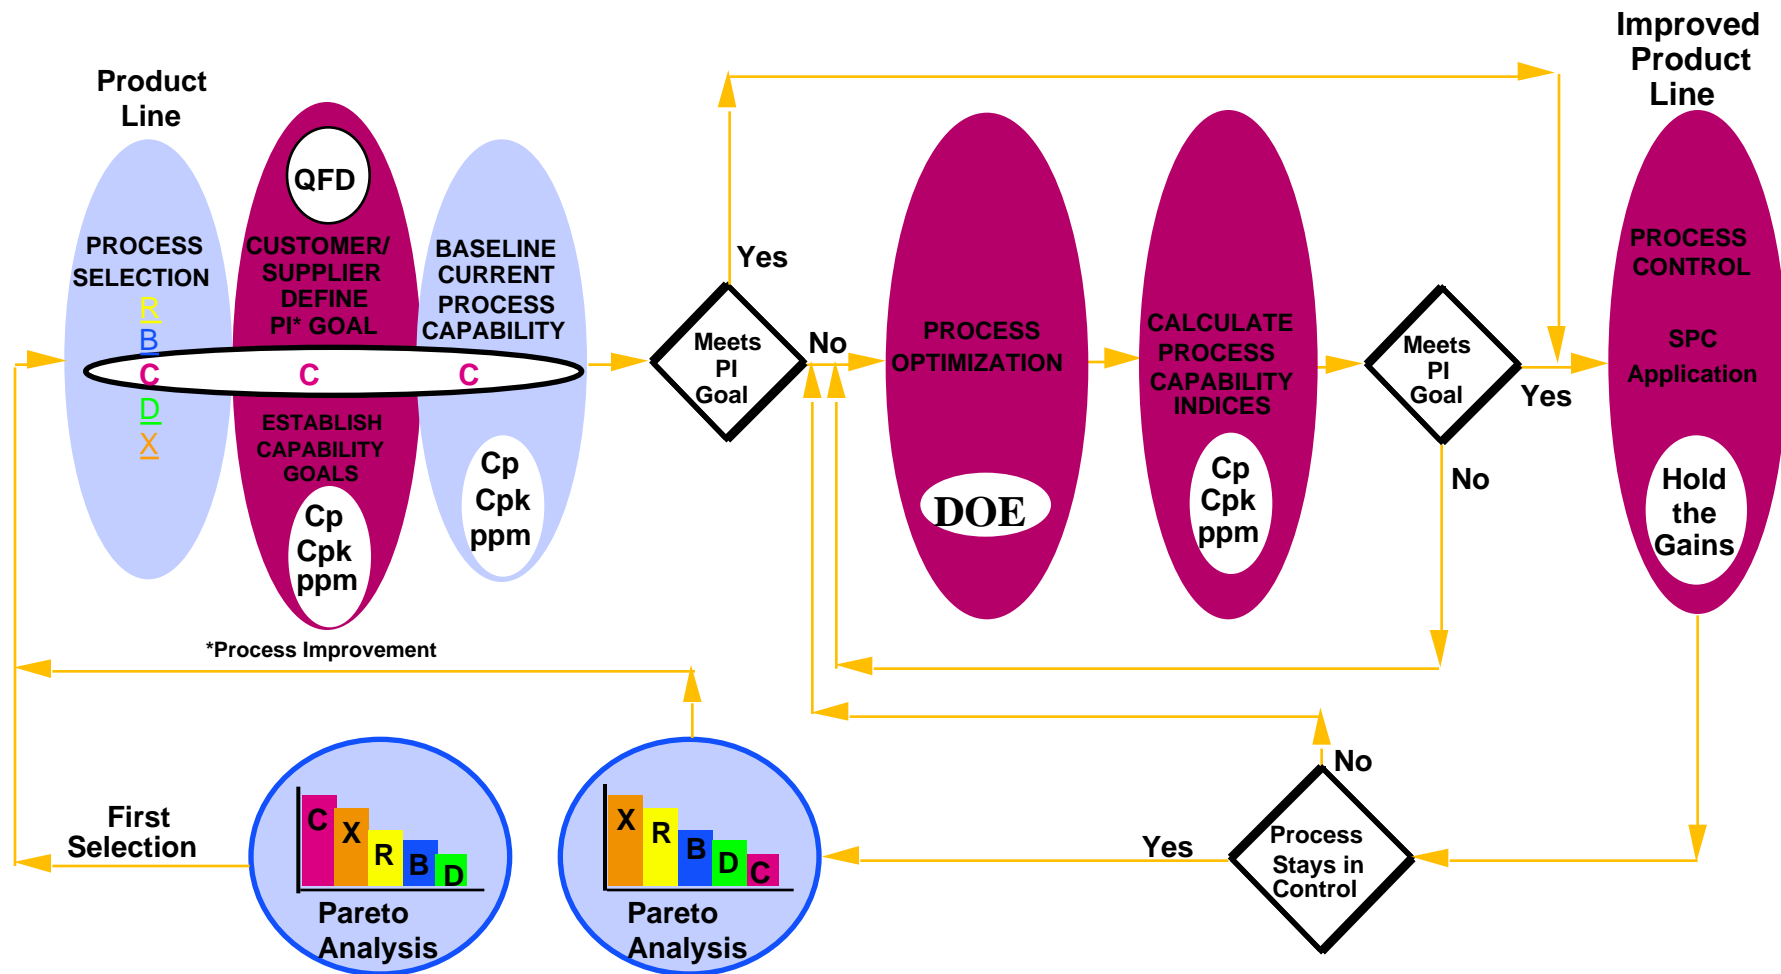 Product
Line
PROCESS
SELECTION
R
B
C
D
X
QFD
CUSTOMER/
SUPPLIER
DEFINE
PI* GOAL
C
ESTABLISH
CAPABILITY
GOALS
Cp
Cpk
ppm
BASELINE
CURRENT
PROCESS
CAPABILITY
C
Cp
Cpk
ppm
*Process Improvement
Meets
PI
Goal
Yes
No
PROCESS
OPTIMIZATION
DOE
CALCULATE
PROCESS
CAPABILITY
INDICES
Cp
Cpk
ppm
Meets
PI
Goal
Yes
No
Improved
Product
Line
PROCESS
CONTROL
SPC
Application
Hold
the
Gains
First
Selection
C
X
R
B
D
Pareto
Analysis
X
R
B
D
C
Pareto
Analysis
Yes
No
Process
Stays in
Control